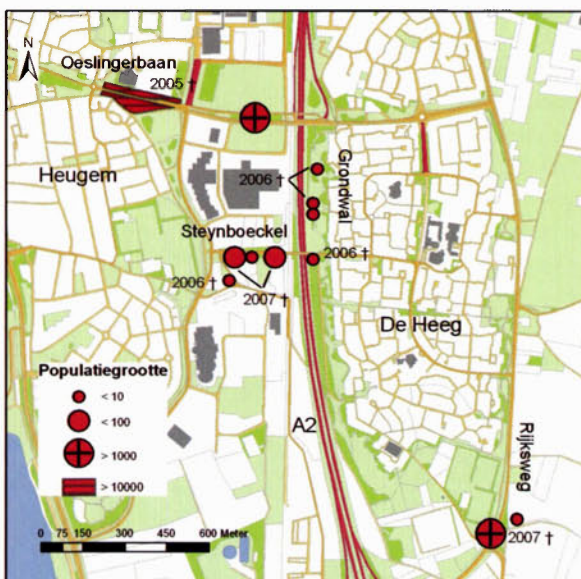 N
Oeslingerbaan
2005 †
Heugem
2006 †
Grondwal
Steynboeckel
2006 †
2006 †
2007 †
De Heeg
Populatiegrootte
< 10
< 100
> 1000
> 10000
A2
Rijksweg
2007 †
0 75 150 300 450 600 Meter